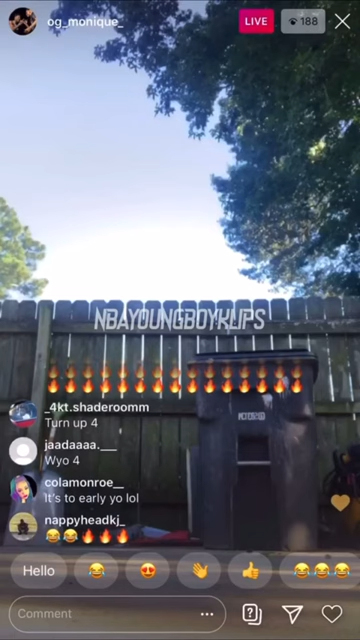 og_monique_
LIVE
188
NBAYOUNGBOYKLIPS
🔥🔥🔥🔥🔥🔥🔥🔥🔥🔥🔥🔥🔥🔥🔥
_4kt.shaderoomm
Turn up 4
jaadaaaa.___
Wyo 4
colamonroe__
It's to early yo lol
nappyheadkj_
😂😂🔥🔥🔥
Hello 😂 😍 👋 👍 😂😂😂
Comment